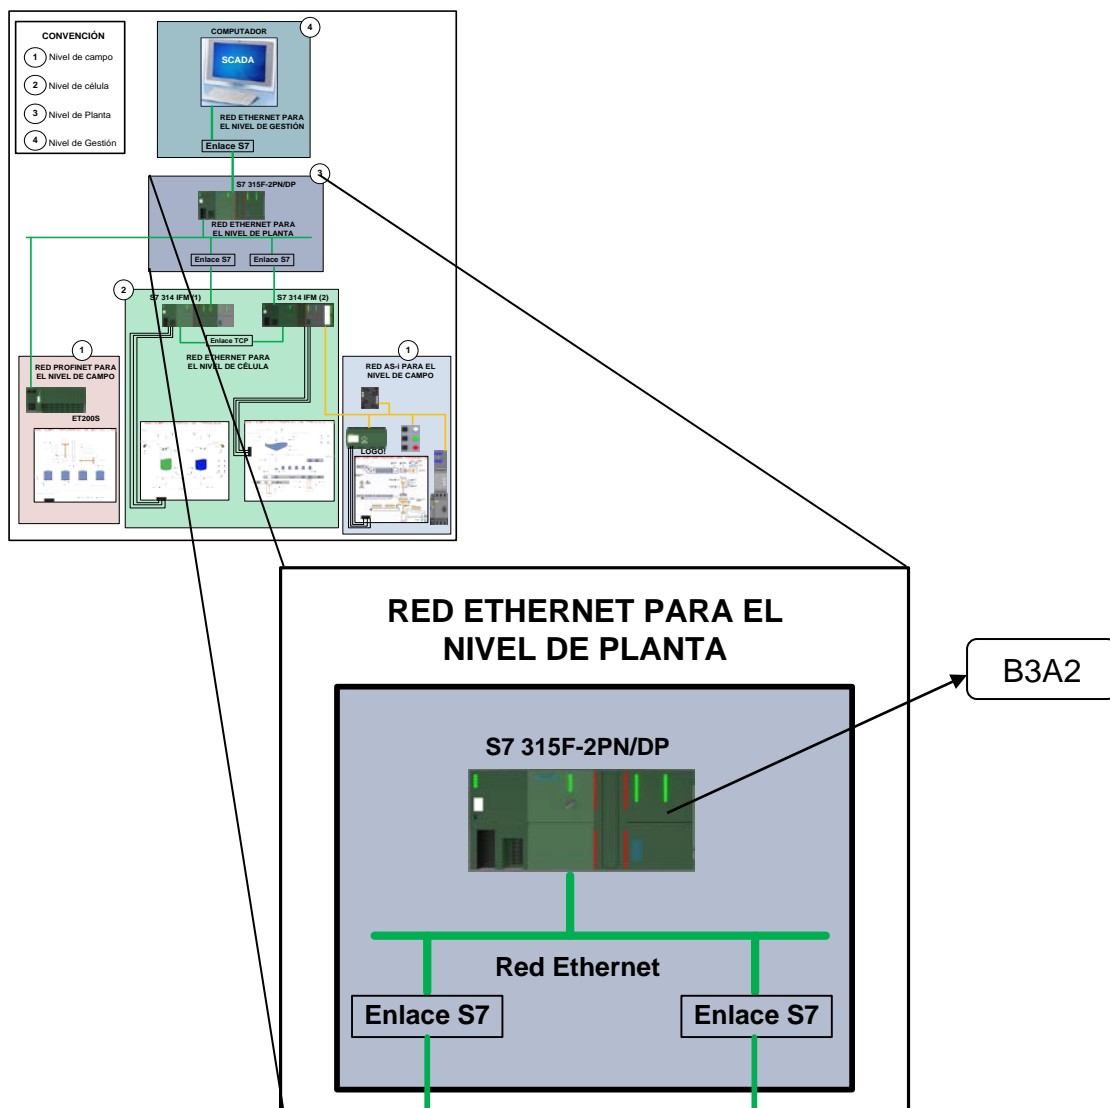 CONVENCIÓN
1 Nivel de campo
2 Nivel de célula
3 Nivel de Planta
4 Nivel de Gestión
4
COMPUTADOR
SCADA
RED ETHERNET PARA
EL NIVEL DE GESTIÓN
Enlace S7
3
S7 315F-2PN/DP
RED ETHERNET PARA
EL NIVEL DE PLANTA
Enlace S7
Enlace S7
2
S7 314 IFM (1)
S7 314 IFM (2)
Enlace TCP
RED ETHERNET PARA
EL NIVEL DE CÉLULA
1
RED PROFINET PARA
EL NIVEL DE CAMPO
ET200S
1
RED AS-i PARA EL
NIVEL DE CAMPO
LOGO!
RED ETHERNET PARA EL
NIVEL DE PLANTA
B3A2
S7 315F-2PN/DP
Red Ethernet
Enlace S7
Enlace S7